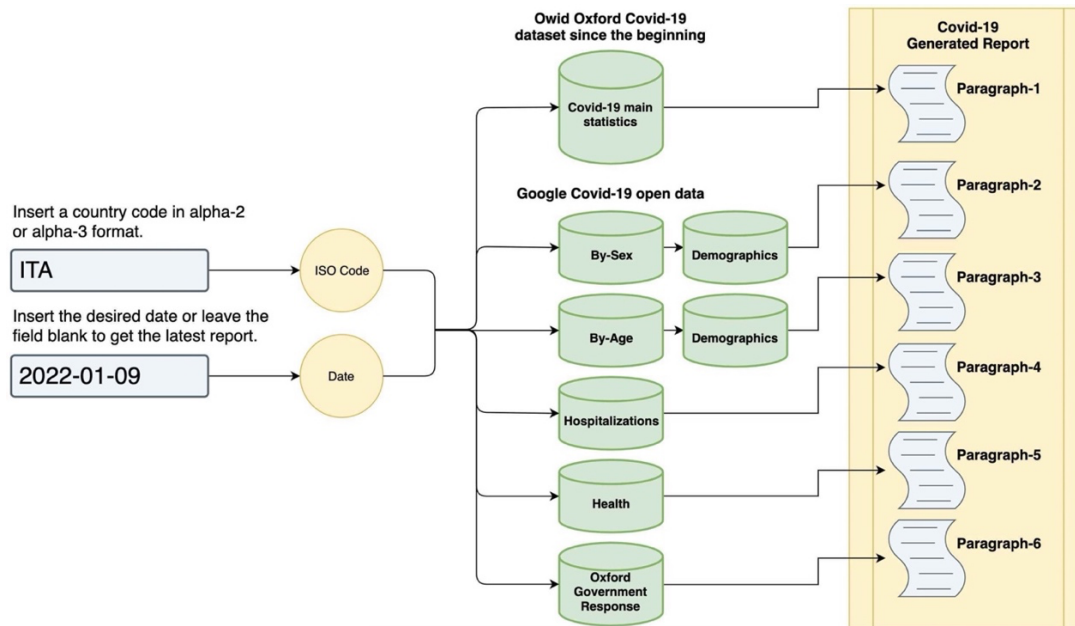 Owid Oxford Covid-19
dataset since the beginning
Covid-19
Generated Report
Covid-19 main
statistics
Paragraph-1
Google Covid-19 open data
Paragraph-2
Insert a country code in alpha-2
or alpha-3 format.
ITA
ISO Code
By-Sex
Demographics
Paragraph-3
Insert the desired date or leave the
field blank to get the latest report.
2022-01-09
Date
By-Age
Demographics
Paragraph-4
Hospitalizations
Paragraph-5
Health
Paragraph-6
Oxford
Government
Response